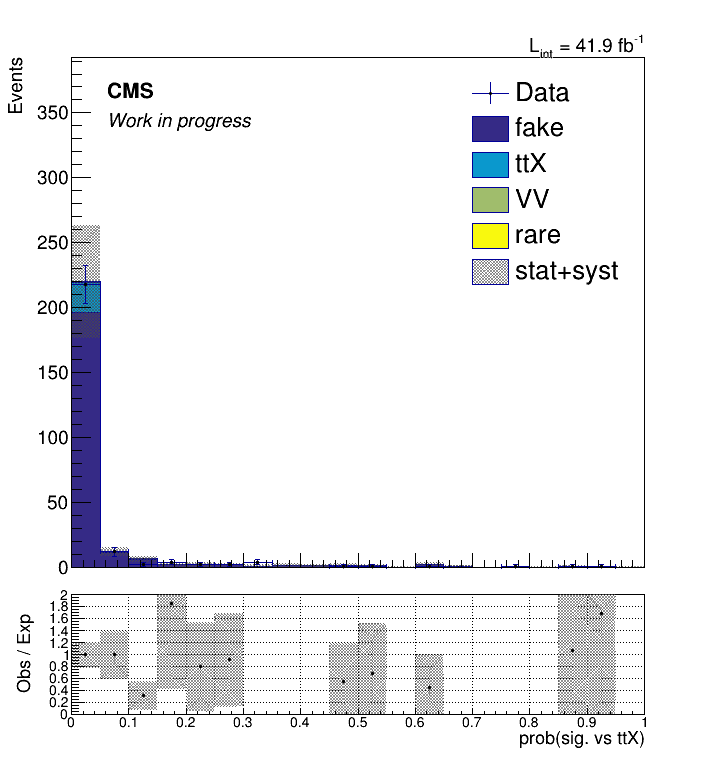 L_int = 41.9 fb^-1
Events
CMS
Work in progress
Data
fake
ttX
VV
rare
stat+syst
350
300
250
200
150
100
50
0
Obs / Exp
2
1.8
1.6
1.4
1.2
1
0.8
0.6
0.4
0.2
0
0 0.1 0.2 0.3 0.4 0.5 0.6 0.7 0.8 0.9 1
prob(sig. vs ttX)